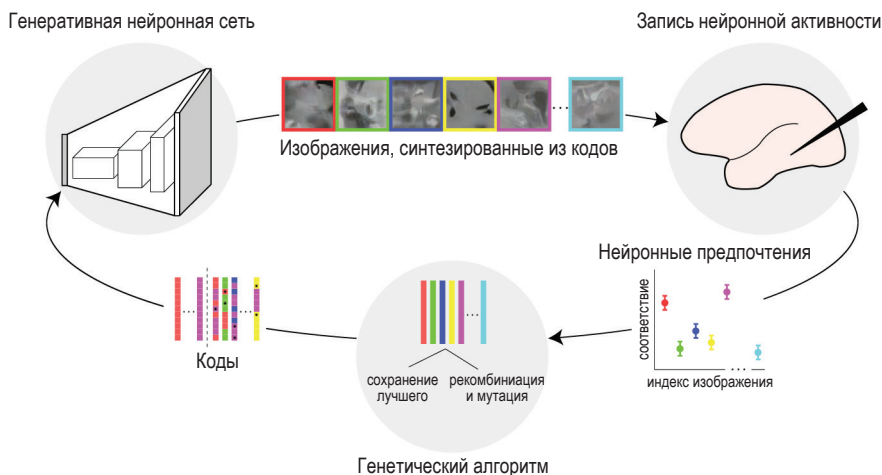 Генеративная нейронная сеть
Запись нейронной активности
Изображения, синтезированные из кодов
Нейронные предпочтения
соответствие
индекс изображения
Коды
сохранение
лучшего
рекомбиниация
и мутация
Генетический алгоритм